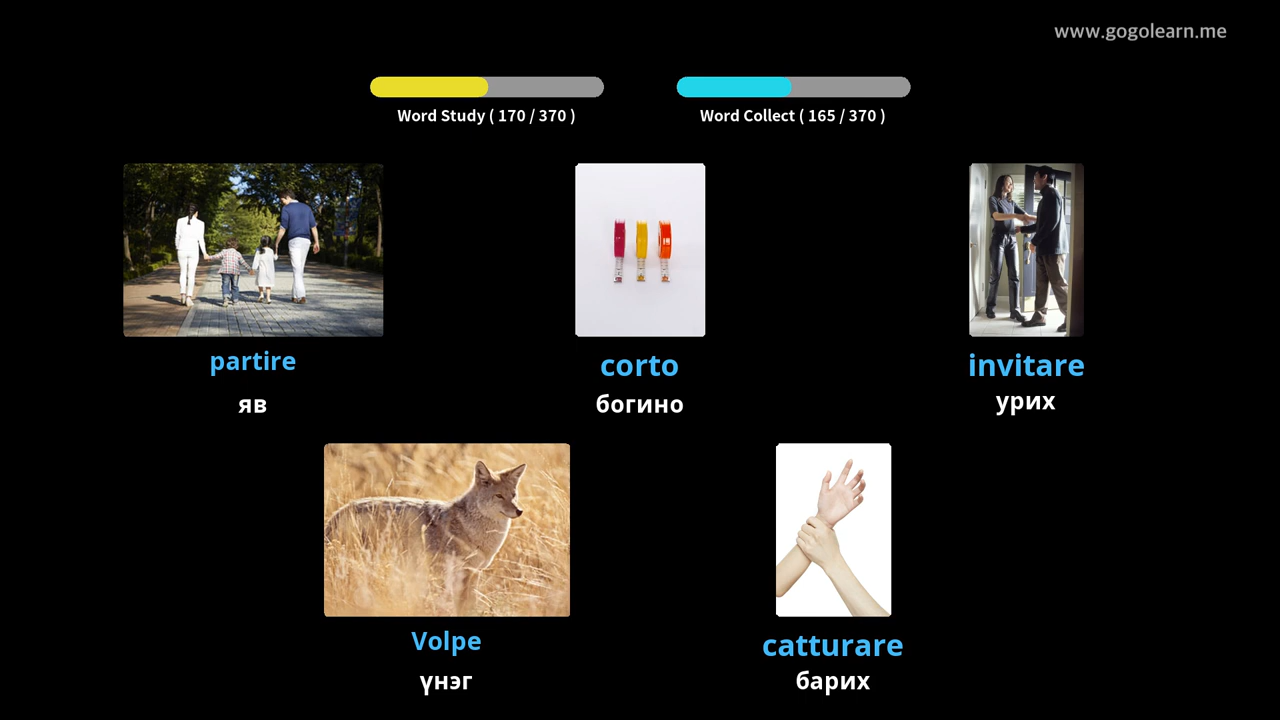 www.gogolearn.me
Word Study ( 170 / 370 )
Word Collect ( 165 / 370 )
partire
яв
corto
богино
invitare
урих
Volpe
үнэг
catturare
барих